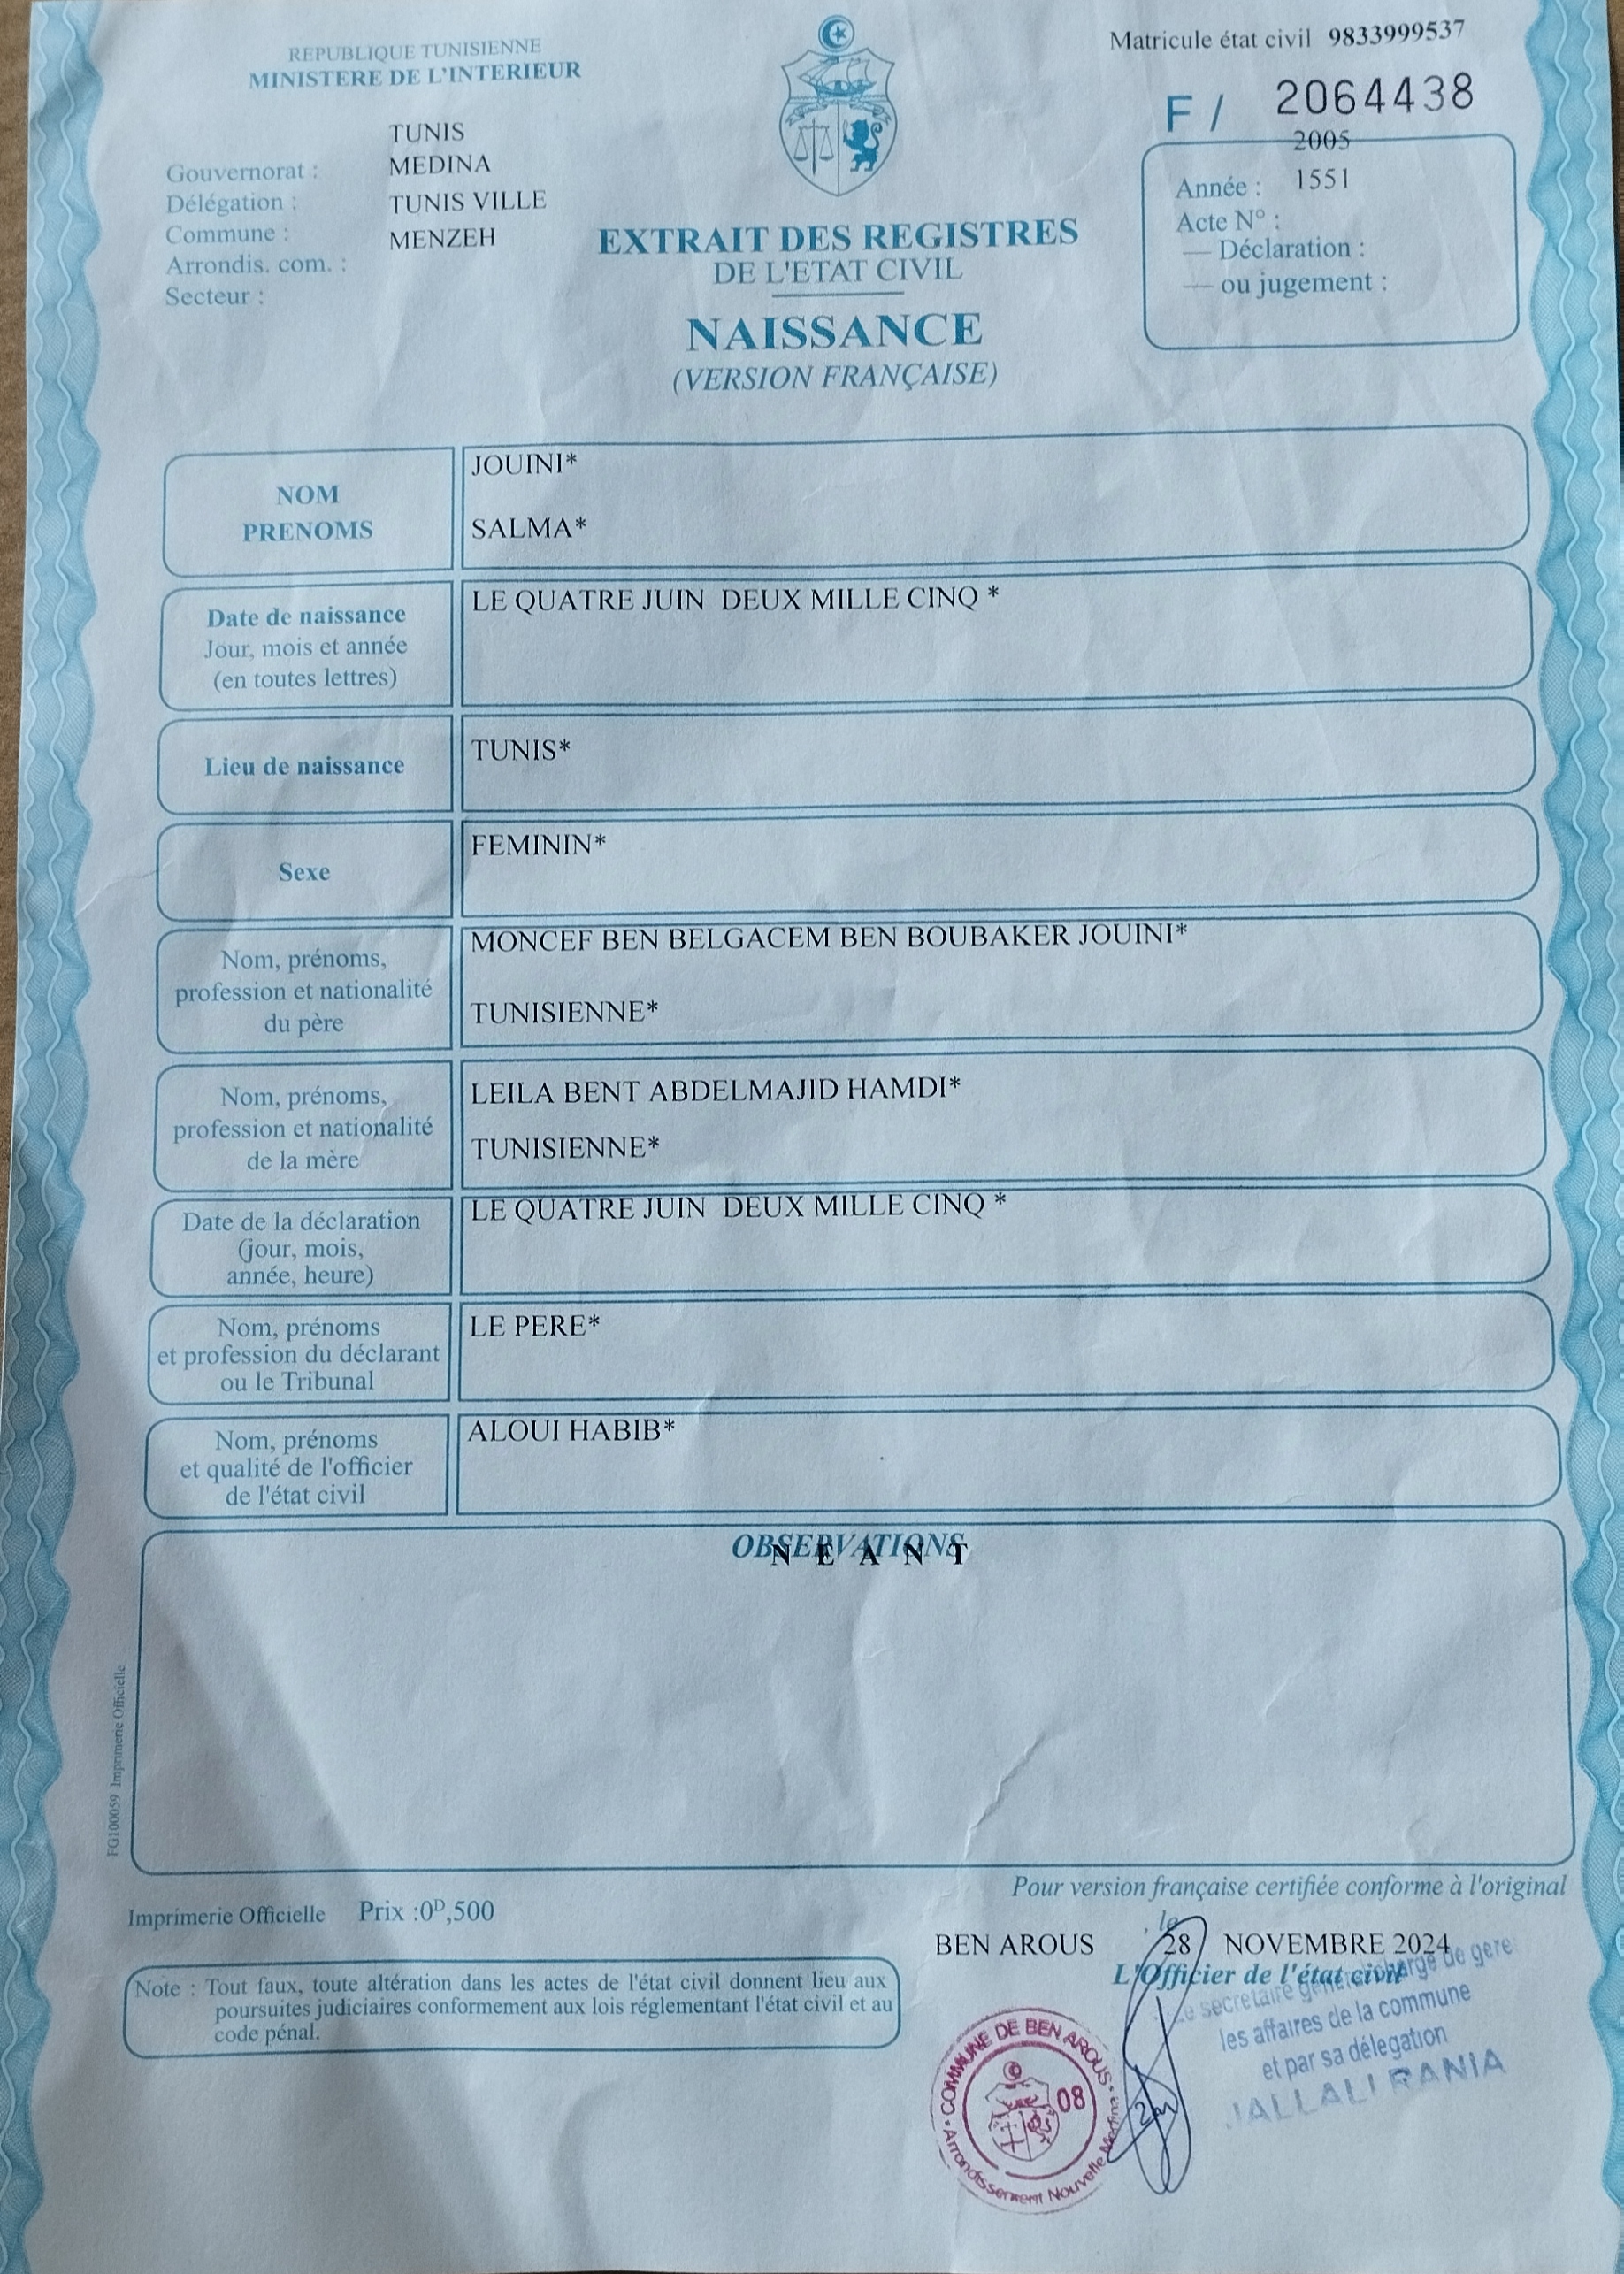 REPUBLIQUE TUNISIENNE
MINISTERE DE L'INTERIEUR
Matricule état civil 9833999537
F / 2064438
TUNIS
Gouvernorat : MEDINA
Délégation : TUNIS VILLE
Commune : MENZEH
Arrondis. com. :
Secteur :
2005
Année : 1551
Acte N° :
— Déclaration :
— ou jugement :
EXTRAIT DES REGISTRES
DE L'ETAT CIVIL
NAISSANCE
(VERSION FRANÇAISE)
NOM
PRENOMS
JOUINI*
SALMA*
Date de naissance
Jour, mois et année
(en toutes lettres)
LE QUATRE JUIN DEUX MILLE CINQ *
Lieu de naissance
TUNIS*
Sexe
FEMININ*
Nom, prénoms,
profession et nationalité
du père
MONCEF BEN BELGACEM BEN BOUBAKER JOUINI*
TUNISIENNE*
Nom, prénoms,
profession et nationalité
de la mère
LEILA BENT ABDELMAJID HAMDI*
TUNISIENNE*
Date de la déclaration
(jour, mois,
année, heure)
LE QUATRE JUIN DEUX MILLE CINQ *
Nom, prénoms
et profession du déclarant
ou le Tribunal
LE PERE*
Nom, prénoms
et qualité de l'officier
de l'état civil
ALOUI HABIB*
OBSERVATIONS
N E A N T
FG100059 Imprimerie Officielle
Imprimerie Officielle Prix :0D,500
Pour version française certifiée conforme à l'original
, le
BEN AROUS 28 NOVEMBRE 2024
L'Officier de l'état civil
Le secrétaire général chargé de gere
les affaires de la commune
et par sa délegation
JALLALI RANIA
Note : Tout faux, toute altération dans les actes de l'état civil donnent lieu aux
poursuites judiciaires conformement aux lois réglementant l'état civil et au
code pénal.
COMMUNE DE BEN AROUS
08
Arrondissement Nouvelle Medina